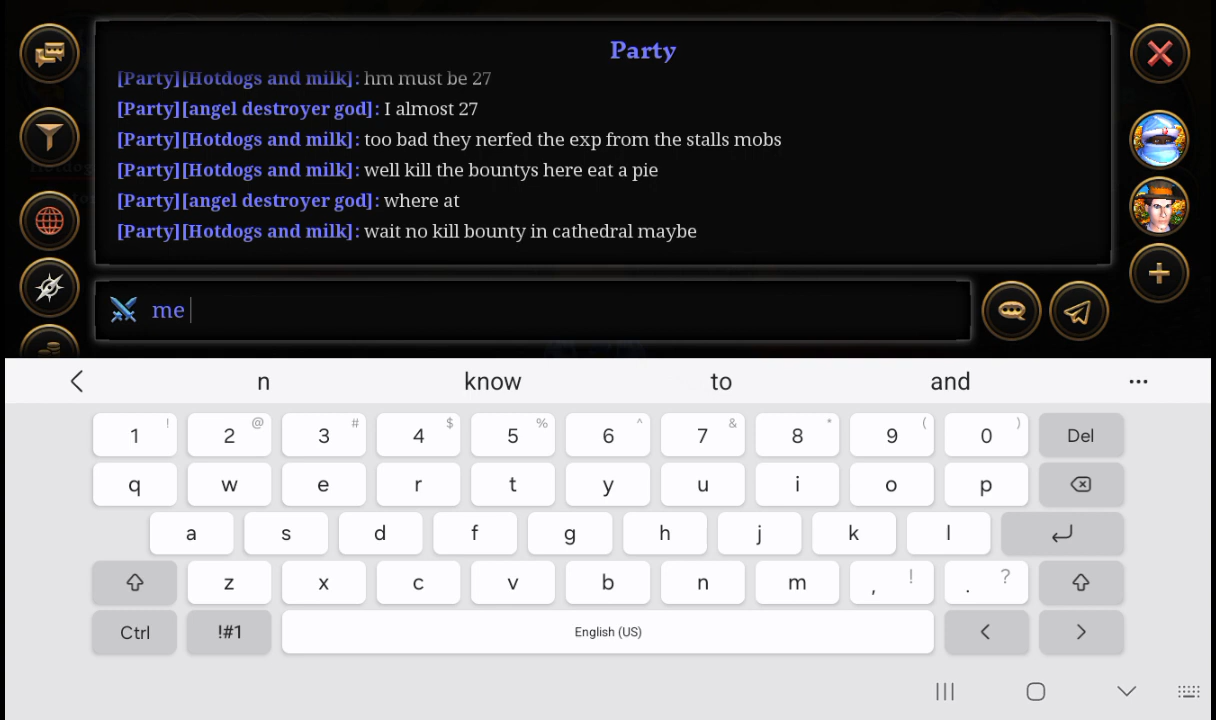 Party
[Party][Hotdogs and milk]: hm must be 27
[Party][angel destroyer god]: I almost 27
[Party][Hotdogs and milk]: too bad they nerfed the exp from the stalls mobs
[Party][Hotdogs and milk]: well kill the bountys here eat a pie
[Party][angel destroyer god]: where at
[Party][Hotdogs and milk]: wait no kill bounty in cathedral maybe
me
n know to and ...
1 ! 2 @ 3 # 4 $ 5 % 6 ^ 7 & 8 * 9 ( 0 ) Del
q w e r t y u i o p
a s d f g h j k l
z x c v b n m , ! . ?
Ctrl !#1 English (US) < >